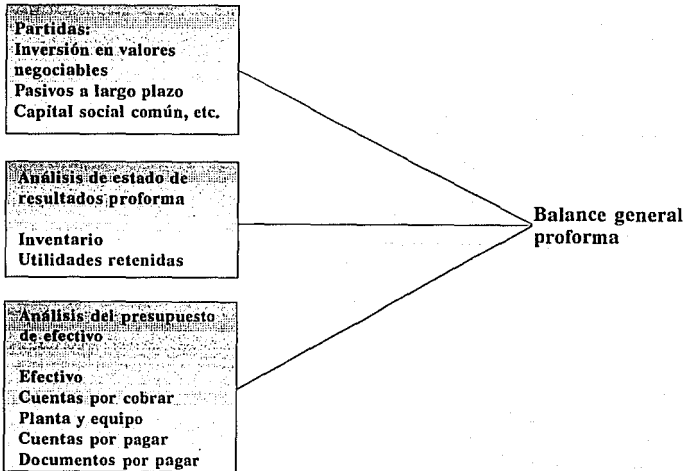 Partidas:
Inversión en valores
negociables
Pasivos a largo plazo
Capital social común, etc.
Análisis de estado de
resultados proforma
Inventario
Utilidades retenidas
Balance general
proforma
Análisis del presupuesto
de efectivo
Efectivo
Cuentas por cobrar
Planta y equipo
Cuentas por pagar
Documentos por pagar